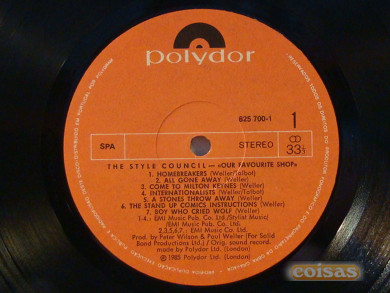 polydor
825 700-1
1
SPA
STEREO
33⅓
THE STYLE COUNCIL — «OUR FAVOURITE SHOP»
1. HOMEBREAKERS (Weller/Talbot)
2. ALL GONE AWAY (Weller)
3. COME TO MILTON KEYNES (Weller)
4. INTERNATIONALISTS (Weller/Talbot)
5. A STONES THROW AWAY (Weller)
6. THE STAND UP COMICS INSTRUCTIONS (Weller)
7. BOY WHO CRIED WOLF (Weller)
1-4 EMI Music Pub. Ltd./Stylist Music/
EMI Music Pub. Co. Ltd.
2,3,5,6,7.: EMI Music Pub. Co. Ltd.
Prod. by Peter Wilson & Paul Weller (for Solid
Bond Productions Ltd.) / Orig. sound record.
made by Polydor Ltd. (London)
℗ 1985 Polydor Ltd. (London)
coisas